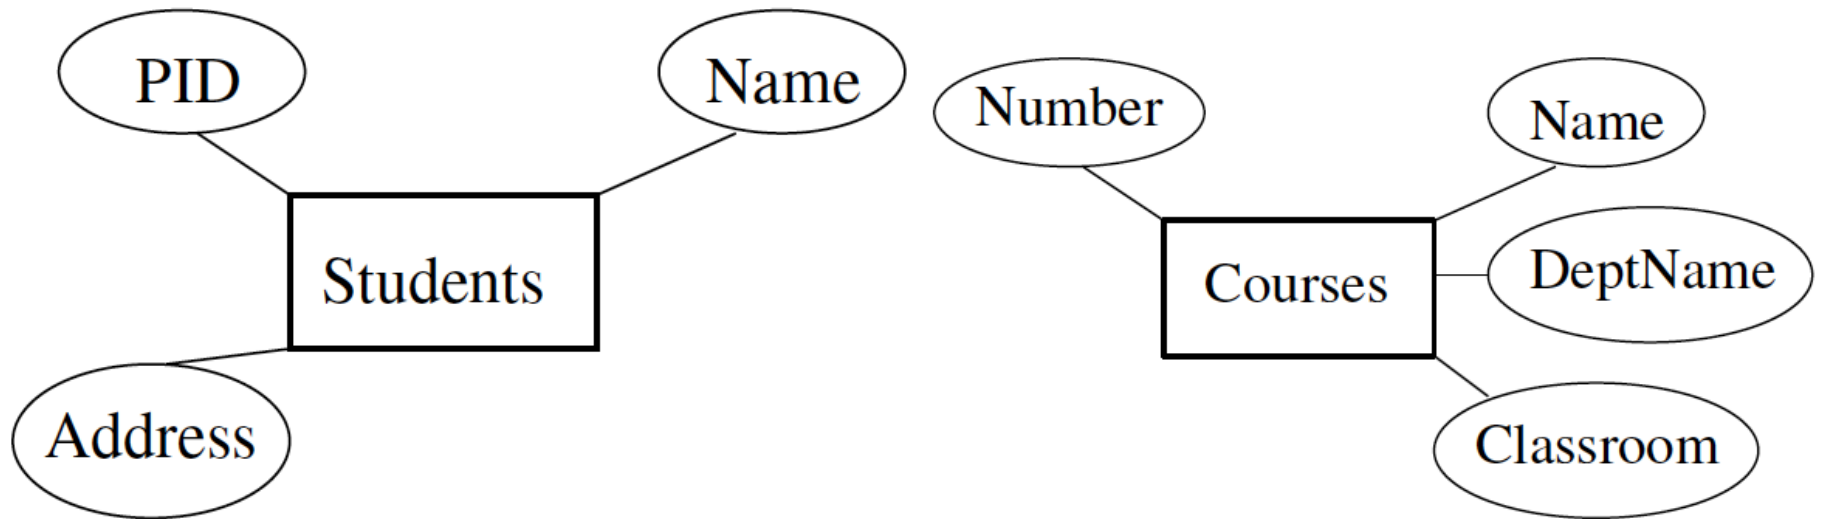 PID
Name
Students
Address
Number
Name
Courses
DeptName
Classroom